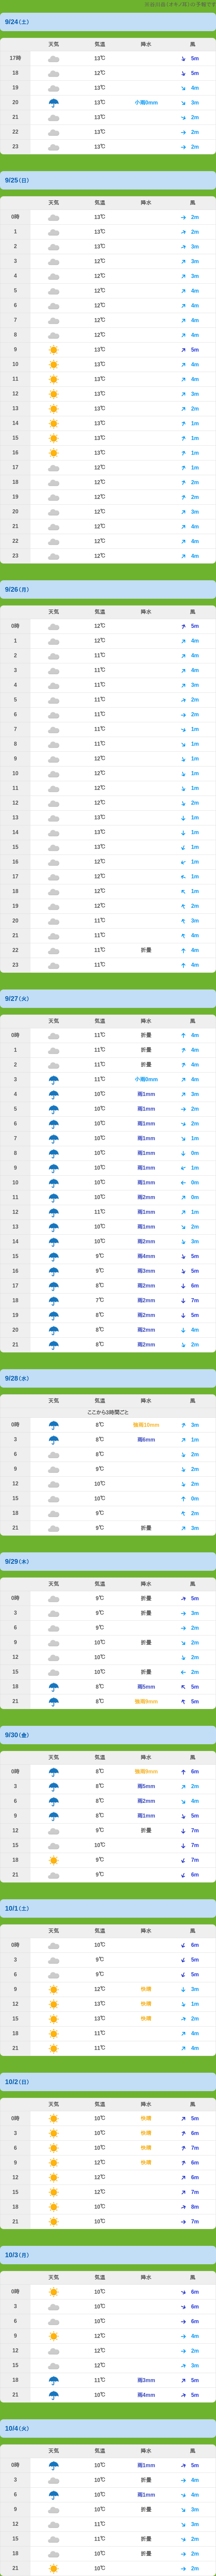 9/24(土)
天気 気温 降水 風
17時 13℃ 5m
18 12℃ 5m
19 13℃ 4m
20 13℃ 小雨0mm 3m
21 13℃ 2m
22 13℃ 2m
23 13℃ 2m
9/25(日)
天気 気温 降水 風
0時 13℃ 2m
1 13℃ 2m
2 13℃ 3m
3 12℃ 3m
4 13℃ 3m
5 12℃ 4m
6 12℃ 4m
7 12℃ 4m
8 12℃ 4m
9 13℃ 5m
10 13℃ 4m
11 13℃ 4m
12 13℃ 3m
13 13℃ 2m
14 13℃ 1m
15 13℃ 1m
16 13℃ 1m
17 12℃ 1m
18 12℃ 2m
19 12℃ 2m
20 12℃ 3m
21 12℃ 4m
22 12℃ 4m
23 12℃ 4m
9/26(月)
天気 気温 降水 風
0時 12℃ 5m
1 12℃ 4m
2 11℃ 4m
3 11℃ 4m
4 11℃ 3m
5 11℃ 2m
6 11℃ 2m
7 11℃ 1m
8 11℃ 1m
9 12℃ 1m
10 12℃ 1m
11 12℃ 1m
12 12℃ 2m
13 13℃ 1m
14 13℃ 1m
15 13℃ 1m
16 12℃ 1m
17 12℃ 1m
18 12℃ 1m
19 12℃ 2m
20 11℃ 3m
21 11℃ 4m
22 11℃ 折曇 4m
23 11℃ 4m
9/27(火)
天気 気温 降水 風
0時 11℃ 折曇 4m
1 11℃ 折曇 4m
2 11℃ 折曇 4m
3 11℃ 小雨0mm 4m
4 10℃ 雨1mm 3m
5 10℃ 雨1mm 2m
6 10℃ 雨1mm 2m
7 10℃ 雨1mm 1m
8 10℃ 雨1mm 0m
9 10℃ 雨1mm 1m
10 10℃ 雨1mm 0m
11 10℃ 雨2mm 0m
12 11℃ 雨1mm 1m
13 10℃ 雨1mm 2m
14 10℃ 雨2mm 3m
15 9℃ 雨4mm 5m
16 9℃ 雨3mm 5m
17 8℃ 雨2mm 6m
18 7℃ 雨2mm 7m
19 8℃ 雨2mm 5m
20 8℃ 雨2mm 4m
21 8℃ 雨2mm 2m
9/28(水)
天気 気温 降水 風
ここから3時間ごと
0時 8℃ 強雨10mm 3m
3 8℃ 雨6mm 1m
6 8℃ 2m
9 9℃ 2m
12 10℃ 2m
15 10℃ 0m
18 9℃ 2m
21 9℃ 折曇 3m
9/29(木)
天気 気温 降水 風
0時 9℃ 折曇 5m
3 9℃ 折曇 3m
6 9℃ 2m
9 10℃ 折曇 2m
12 10℃ 2m
15 10℃ 折曇 2m
18 8℃ 雨5mm 5m
21 8℃ 強雨9mm 5m
9/30(金)
天気 気温 降水 風
0時 8℃ 強雨9mm 6m
3 8℃ 雨5mm 2m
6 8℃ 雨2mm 4m
9 8℃ 雨1mm 5m
12 9℃ 折曇 7m
15 10℃ 7m
18 9℃ 7m
21 9℃ 6m
10/1(土)
天気 気温 降水 風
0時 10℃ 6m
3 9℃ 5m
6 9℃ 5m
9 12℃ 快晴 3m
12 13℃ 快晴 1m
15 13℃ 快晴 2m
18 11℃ 4m
21 11℃ 4m
10/2(日)
天気 気温 降水 風
0時 10℃ 快晴 5m
3 10℃ 快晴 6m
6 10℃ 快晴 7m
9 12℃ 快晴 6m
12 12℃ 6m
15 12℃ 7m
18 10℃ 8m
21 10℃ 7m
10/3(月)
天気 気温 降水 風
0時 10℃ 6m
3 10℃ 6m
6 10℃ 6m
9 12℃ 4m
12 12℃ 2m
15 12℃ 3m
18 11℃ 雨3mm 5m
21 10℃ 雨4mm 5m
10/4(火)
天気 気温 降水 風
0時 10℃ 雨1mm 5m
3 10℃ 折曇 4m
6 10℃ 雨1mm 4m
9 10℃ 折曇 3m
12 11℃ 3m
15 11℃ 折曇 2m
18 10℃ 折曇 2m
21 10℃ 2m